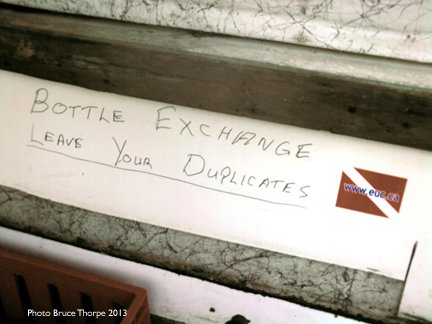 BOTTLE EXCHANGE
LEAVE YOUR DUPLICATES
www.euc.ca
Photo Bruce Thorpe 2013